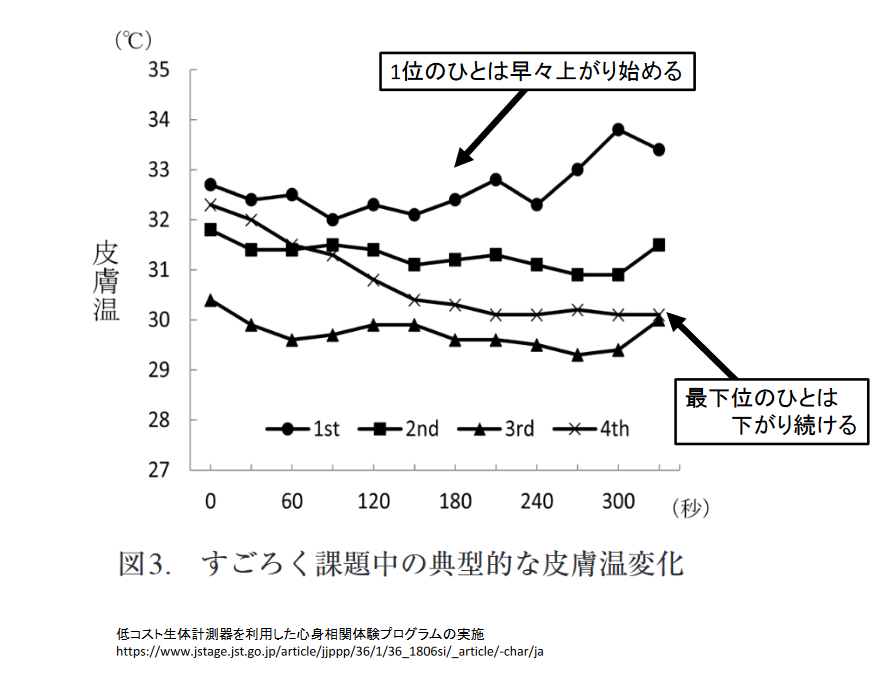 （℃）
1位のひとは早々上がり始める
35
34
33
32
31
30
29
28
27
皮膚温
最下位のひとは
下がり続ける
1st 2nd 3rd 4th
0 60 120 180 240 300 （秒）
図3. すごろく課題中の典型的な皮膚温変化
低コスト生体計測器を利用した心身相関体験プログラムの実施
https://www.jstage.jst.go.jp/article/jjppp/36/1/36_1806si/_article/-char/ja